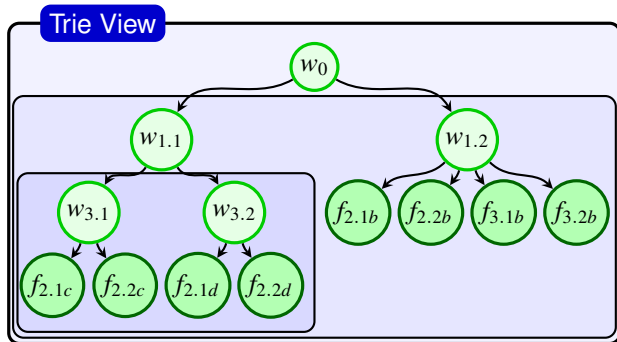 Trie View
w0
w1.1 w1.2
w3.1 w3.2 f2.1b f2.2b f3.1b f3.2b
f2.1c f2.2c f2.1d f2.2d